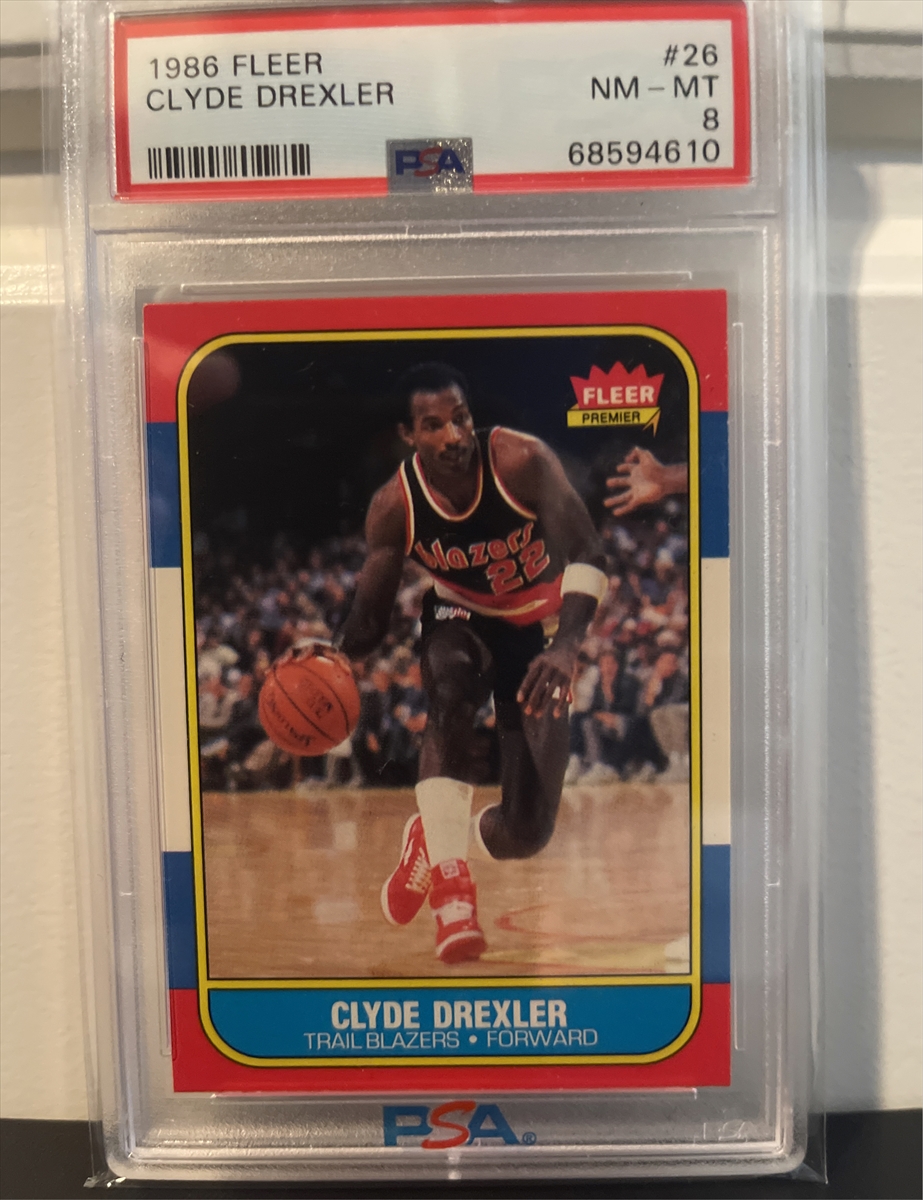 1986 FLEER #26
CLYDE DREXLER NM - MT
8
68594610
PSA
FLEER
PREMIER
blazers
22
CLYDE DREXLER
TRAIL BLAZERS • FORWARD
PSA®